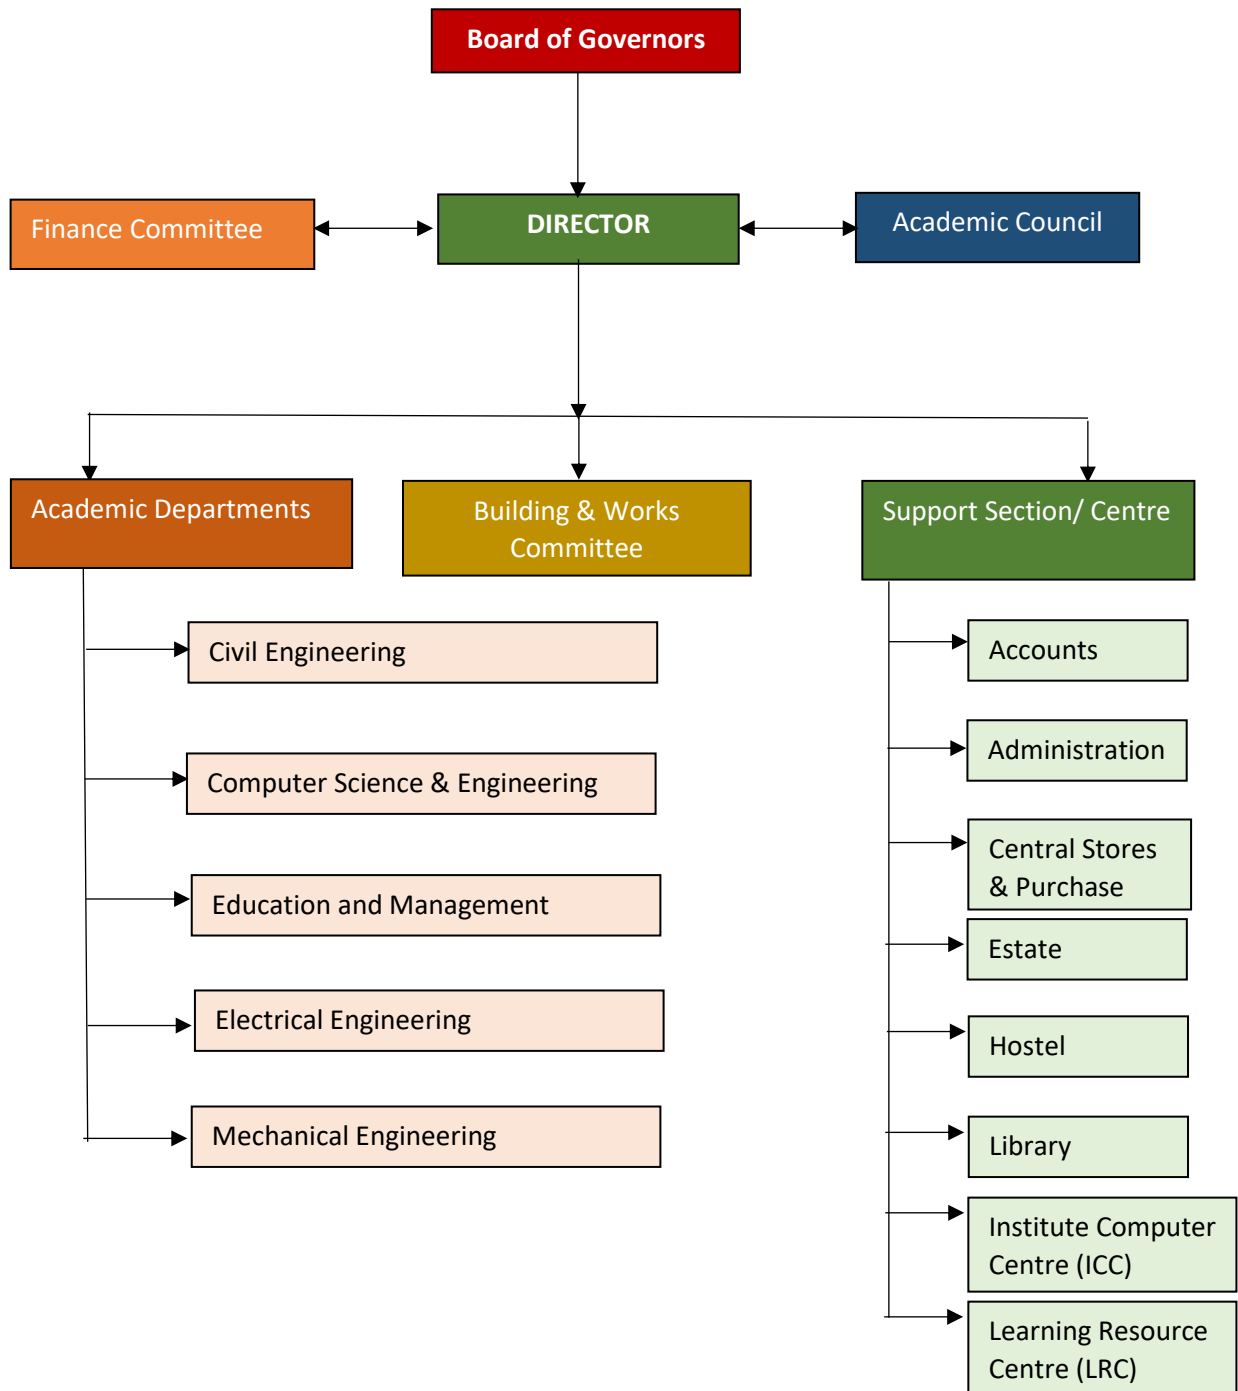 Board of Governors
Finance Committee
DIRECTOR
Academic Council
Academic Departments
Building & Works
Committee
Support Section/ Centre
Civil Engineering
Computer Science & Engineering
Education and Management
Electrical Engineering
Mechanical Engineering
Accounts
Administration
Central Stores
& Purchase
Estate
Hostel
Library
Institute Computer
Centre (ICC)
Learning Resource
Centre (LRC)